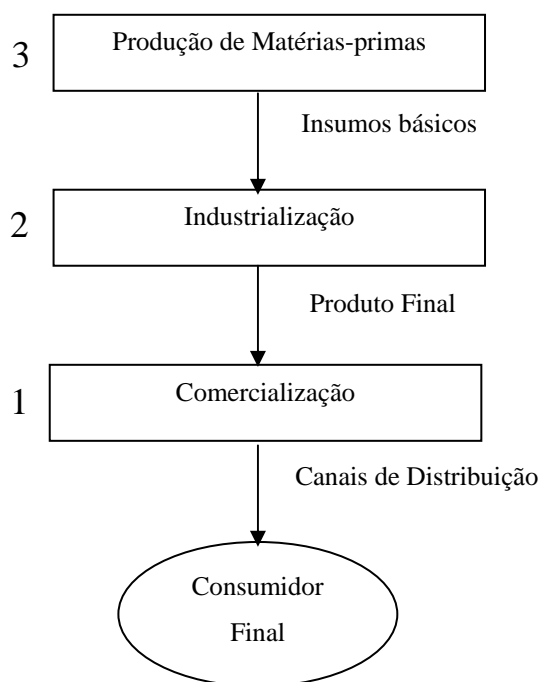 3
Produção de Matérias-primas
Insumos básicos
2
Industrialização
Produto Final
1
Comercialização
Canais de Distribuição
Consumidor
Final